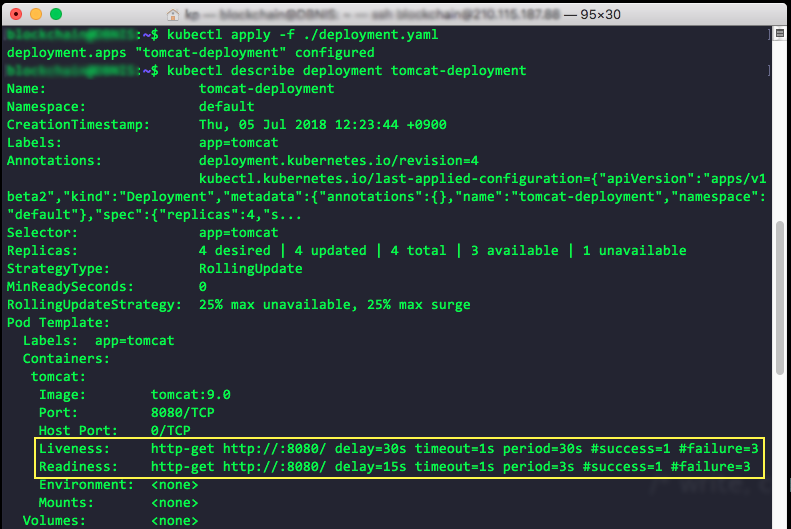 — 95×30
:~$ kubectl apply -f ./deployment.yaml
deployment.apps "tomcat-deployment" configured
:~$ kubectl describe deployment tomcat-deployment
Name: tomcat-deployment
Namespace: default
CreationTimestamp: Thu, 05 Jul 2018 12:23:44 +0900
Labels: app=tomcat
Annotations: deployment.kubernetes.io/revision=4
kubectl.kubernetes.io/last-applied-configuration={"apiVersion":"apps/v1
beta2","kind":"Deployment","metadata":{"annotations":{},"name":"tomcat-deployment","namespace":
"default"},"spec":{"replicas":4,"s...
Selector: app=tomcat
Replicas: 4 desired | 4 updated | 4 total | 3 available | 1 unavailable
StrategyType: RollingUpdate
MinReadySeconds: 0
RollingUpdateStrategy: 25% max unavailable, 25% max surge
Pod Template:
Labels: app=tomcat
Containers:
tomcat:
Image: tomcat:9.0
Port: 8080/TCP
Host Port: 0/TCP
Liveness: http-get http://:8080/ delay=30s timeout=1s period=30s #success=1 #failure=3
Readiness: http-get http://:8080/ delay=15s timeout=1s period=3s #success=1 #failure=3
Environment: <none>
Mounts: <none>
Volumes: <none>